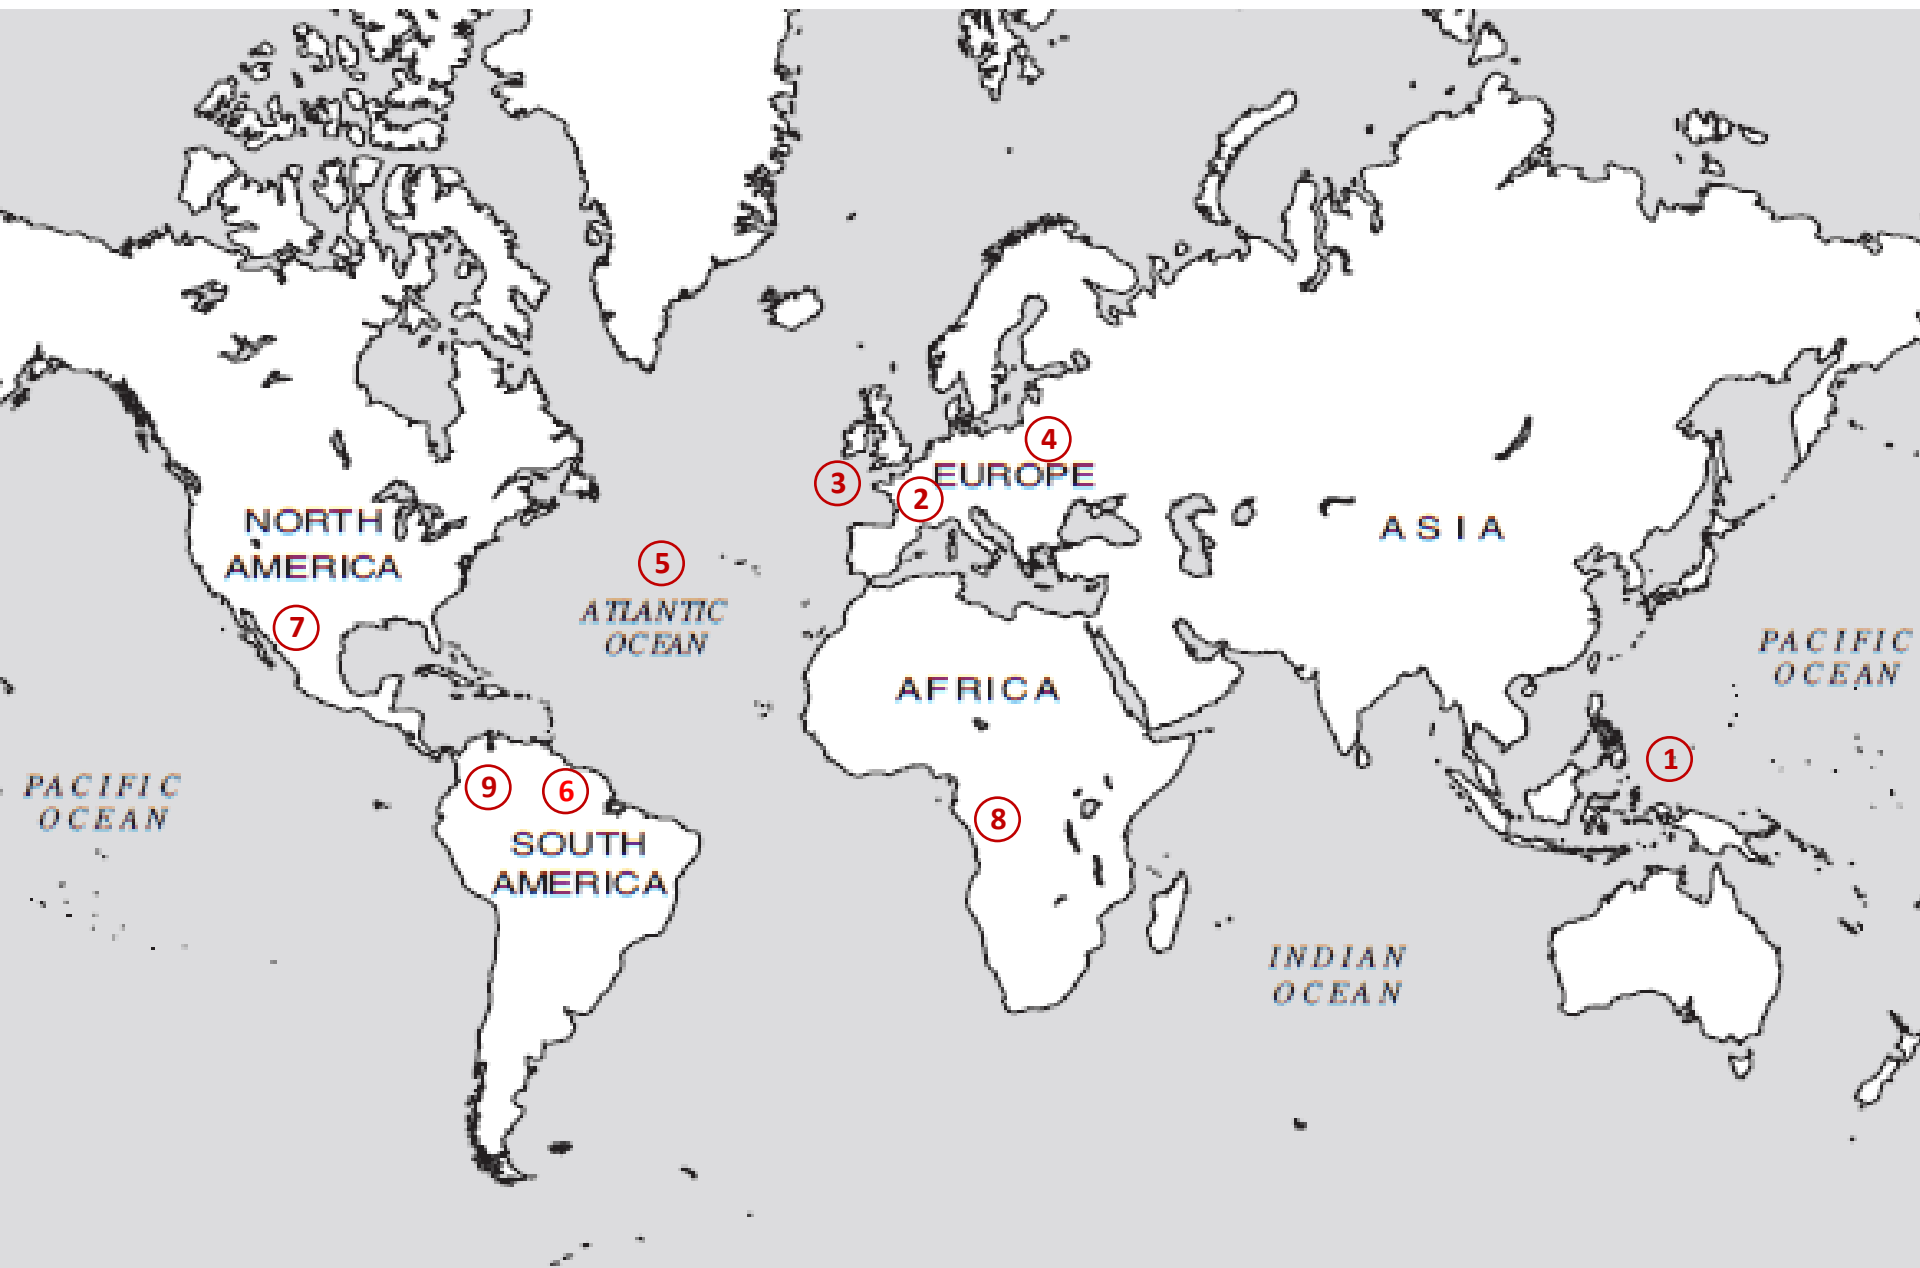 4
EUROPE
3
2
NORTH
AMERICA
ASIA
5
ATLANTIC
OCEAN
7
PACIFIC
OCEAN
AFRICA
1
PACIFIC
OCEAN
9
6
8
SOUTH
AMERICA
INDIAN
OCEAN